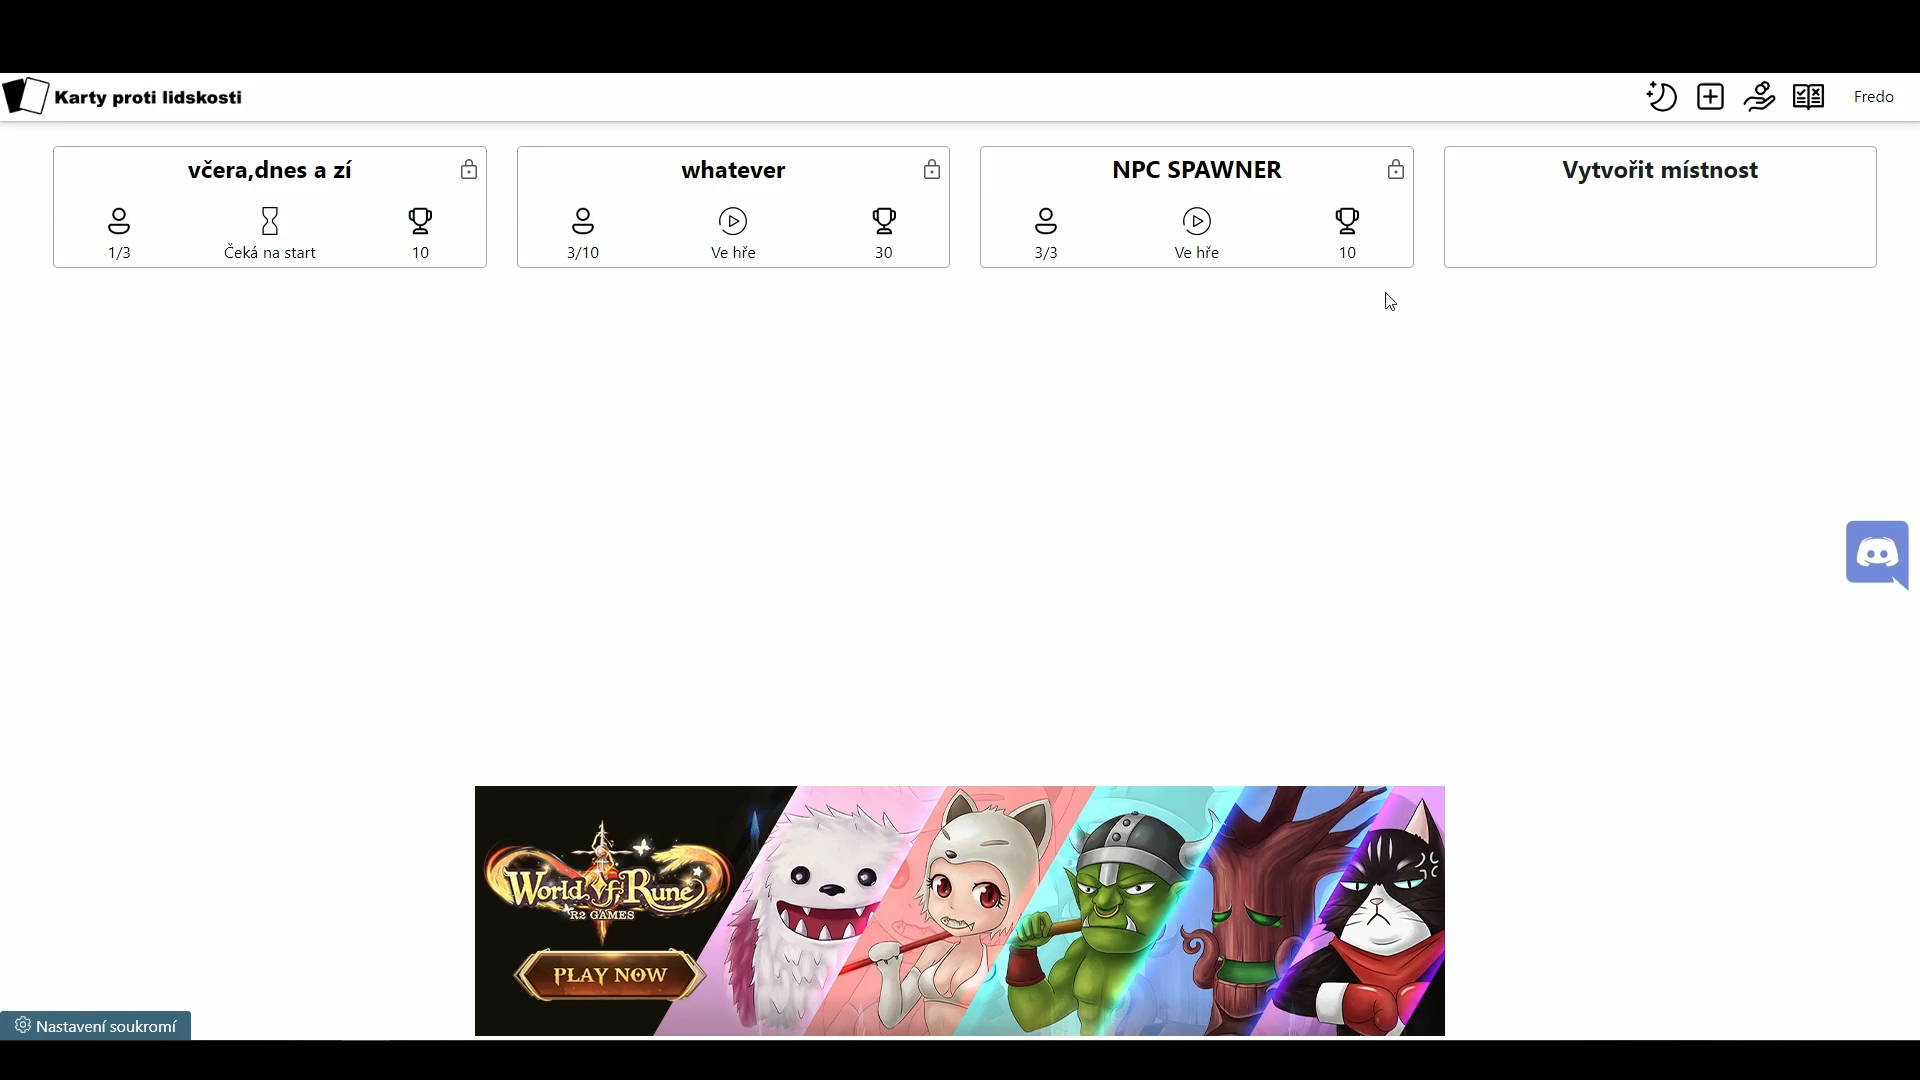 Karty proti lidskosti
Fredo
včera,dnes a zí
1/3
Čeká na start
10
whatever
3/10
Ve hře
30
NPC SPAWNER
3/3
Ve hře
10
Vytvořit místnost
World of Rune
R2 GAMES
PLAY NOW
Nastavení soukromí